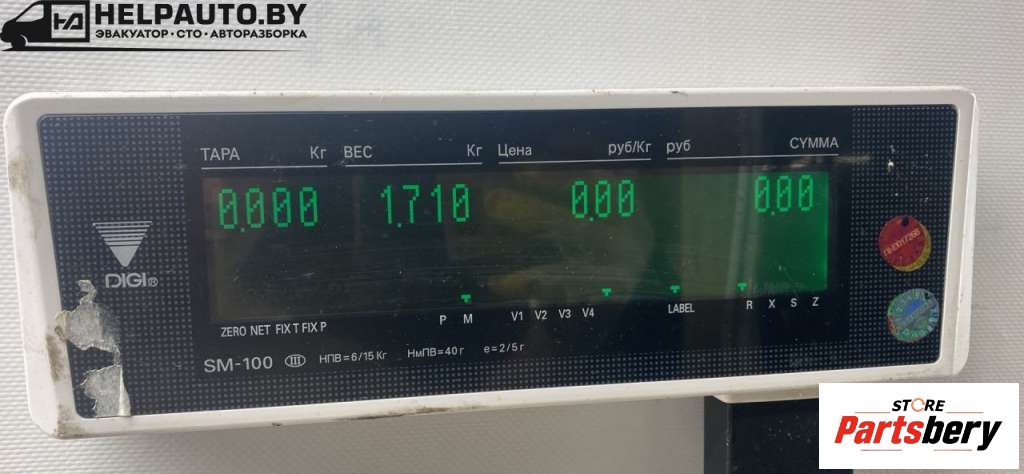 HELPAUTO.BY
ЭВАКУАТОР·СТО·АВТОРАЗБОРКА
ТАРА Кг ВЕС Кг Цена руб/Кг руб СУММА
0.000 1.710 0.00 0.00
DIGI®
P M V1 V2 V3 V4 LABEL R X S Z
ZERO NET FIX T FIX P
SM-100 III НПВ=6/15 Кг НмПВ=40 г e=2/5 г
STORE
Partsbery